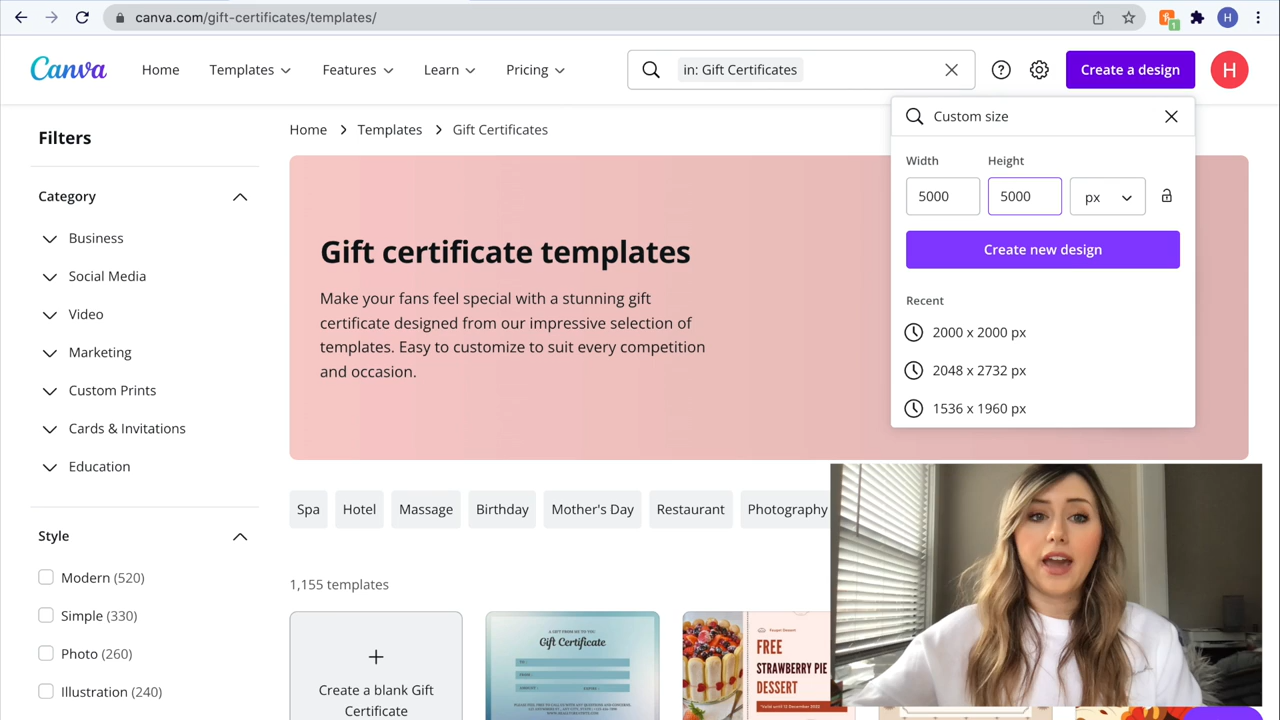 canva.com/gift-certificates/templates/
1
H
Canva
Home
Templates
Features
Learn
Pricing
in: Gift Certificates
?
Create a design
H
Custom size
Width
Height
5000
5000
px
Create new design
Recent
2000 x 2000 px
2048 x 2732 px
1536 x 1960 px
Filters
Category
Business
Social Media
Video
Marketing
Custom Prints
Cards & Invitations
Education
Style
Modern (520)
Simple (330)
Photo (260)
Illustration (240)
Home > Templates > Gift Certificates
Gift certificate templates
Make your fans feel special with a stunning gift
certificate designed from our impressive selection of
templates. Easy to customize to suit every competition
and occasion.
Spa
Hotel
Massage
Birthday
Mother's Day
Restaurant
Photography
1,155 templates
+
Create a blank Gift
Certificate
A GIFT FROM ME TO YOU
Gift Certificate
FREE
STRAWBERRY PIE
DESSERT
*Valid until 12 December 2022